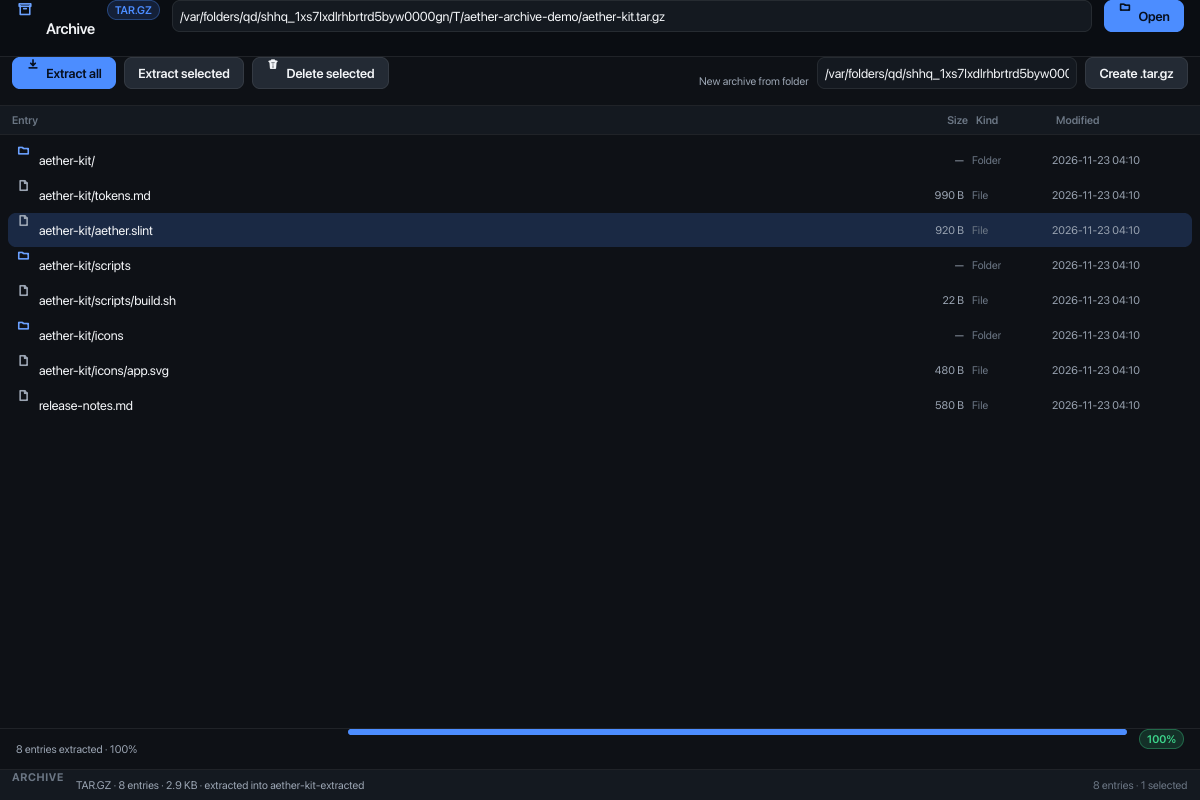 Archive TAR.GZ /var/folders/qd/shhq_1xs7lxdlrhbrtrd5byw0000gn/T/aether-archive-demo/aether-kit.tar.gz Open
Extract all Extract selected Delete selected New archive from folder /var/folders/qd/shhq_1xs7lxdlrhbrtrd5byw000 Create .tar.gz
Entry Size Kind Modified
aether-kit/ — Folder 2026-11-23 04:10
aether-kit/tokens.md 990 B File 2026-11-23 04:10
aether-kit/aether.slint 920 B File 2026-11-23 04:10
aether-kit/scripts — Folder 2026-11-23 04:10
aether-kit/scripts/build.sh 22 B File 2026-11-23 04:10
aether-kit/icons — Folder 2026-11-23 04:10
aether-kit/icons/app.svg 480 B File 2026-11-23 04:10
release-notes.md 580 B File 2026-11-23 04:10
8 entries extracted · 100% 100%
ARCHIVE TAR.GZ · 8 entries · 2.9 KB · extracted into aether-kit-extracted 8 entries · 1 selected